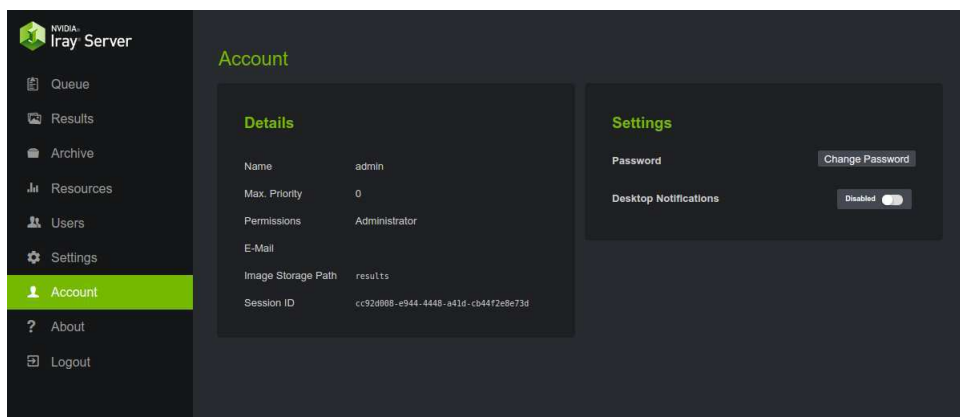 NVIDIA.
Iray Server
Queue
Results
Archive
Resources
Users
Settings
Account
About
Logout
Account
Details
Name admin
Max. Priority 0
Permissions Administrator
E-Mail
Image Storage Path results
Session ID cc92d008-e944-4448-a41d-cb44f2e8e73d
Settings
Password Change Password
Desktop Notifications Disabled